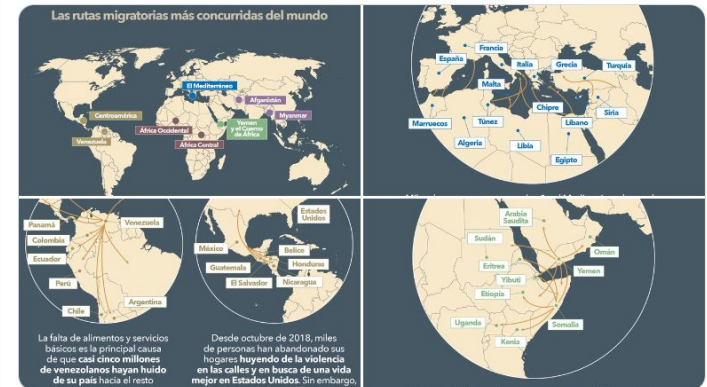 Las rutas migratorias más concurridas del mundo
El Mediterráneo
Afganistán
Centroamérica
Myanmar
Yemen
y el Cuerno
de África
África Occidental
Venezuela
África Central
Francia
España
Italia
Grecia
Turquía
Malta
Chipre
Siria
Marruecos
Túnez
Líbano
Argelia
Libia
Egipto
Panamá
Venezuela
Colombia
Ecuador
Perú
Argentina
Chile
La falta de alimentos y servicios
básicos es la principal causa
de que casi cinco millones
de venezolanos hayan huido
de su país hacia el resto
Estados
Unidos
México
Belice
Guatemala
Honduras
El Salvador
Nicaragua
Desde octubre de 2018, miles
de personas han abandonado sus
hogares huyendo de la violencia
en las calles y en busca de una vida
mejor en Estados Unidos. Sin embargo,
Arabia
Saudita
Sudán
Omán
Eritrea
Yemen
Yibuti
Etiopía
Uganda
Somalia
Kenia